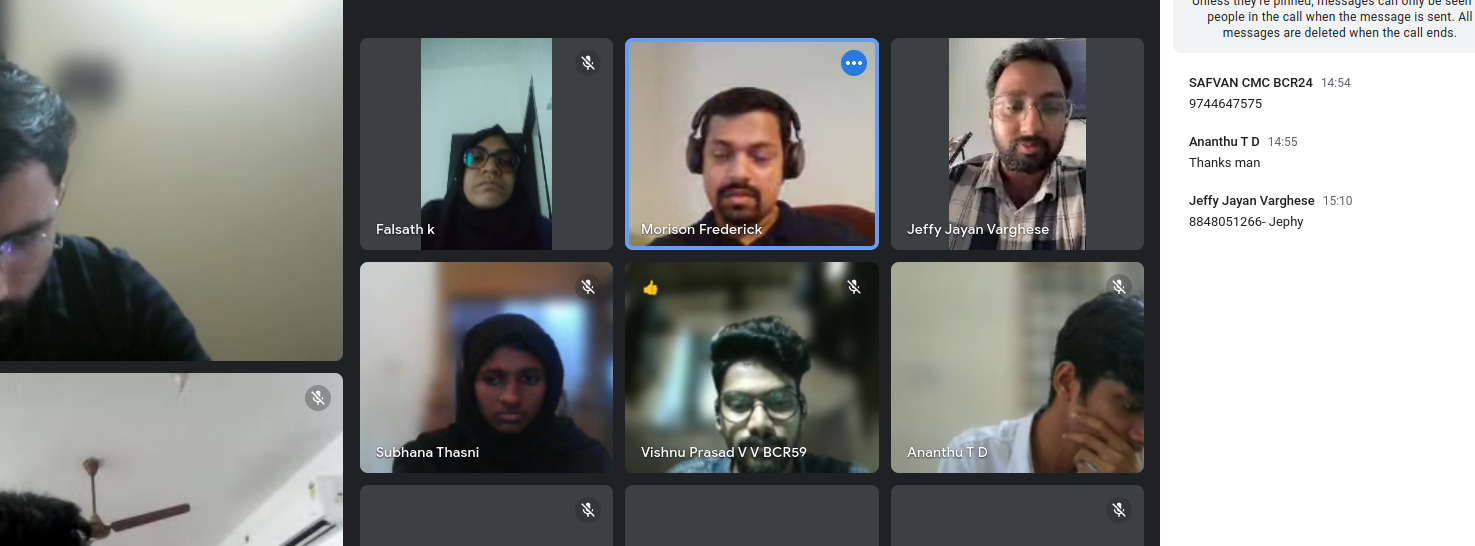 Falsath k
Morison Frederick
Jeffy Jayan Varghese
Subhana Thasni
Vishnu Prasad V V BCR59
Ananthu T D
Unless they're pinned, messages can only be seen
people in the call when the message is sent. All
messages are deleted when the call ends.
SAFVAN CMC BCR24 14:54
9744647575
Ananthu T D 14:55
Thanks man
Jeffy Jayan Varghese 15:10
8848051266- Jephy